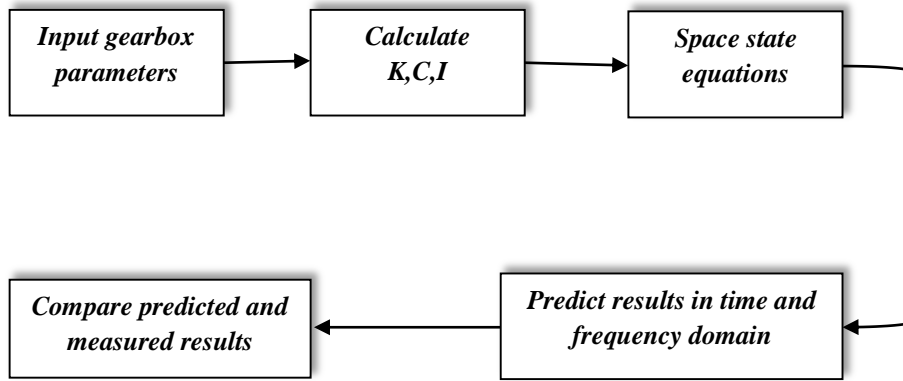 Input gearbox
parameters
Calculate
K,C,I
Space state
equations
Predict results in time and
frequency domain
Compare predicted and
measured results